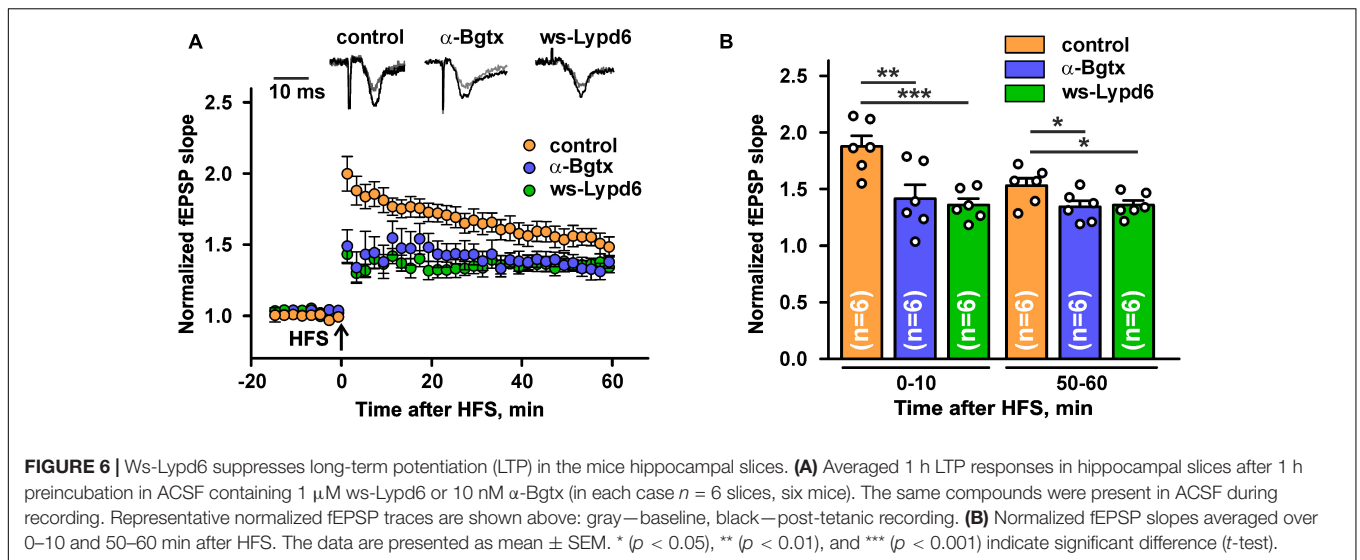 A
control α-Bgtx ws-Lypd6
10 ms
Normalized fEPSP slope
2.5
2.0
1.5
1.0
control
α-Bgtx
ws-Lypd6
HFS
-20 0 20 40 60
Time after HFS, min
B
control
α-Bgtx
ws-Lypd6
Normalized fEPSP slope
2.5
2.0
1.5
1.0
0.5
0.0
** 
***
*
*
(n=6) (n=6) (n=6) (n=6) (n=6) (n=6)
0-10 50-60
Time after HFS, min
FIGURE 6 | Ws-Lypd6 suppresses long-term potentiation (LTP) in the mice hippocampal slices. (A) Averaged 1 h LTP responses in hippocampal slices after 1 h
preincubation in ACSF containing 1 μM ws-Lypd6 or 10 nM α-Bgtx (in each case n = 6 slices, six mice). The same compounds were present in ACSF during
recording. Representative normalized fEPSP traces are shown above: gray—baseline, black—post-tetanic recording. (B) Normalized fEPSP slopes averaged over
0–10 and 50–60 min after HFS. The data are presented as mean ± SEM. * (p < 0.05), ** (p < 0.01), and *** (p < 0.001) indicate significant difference (t-test).